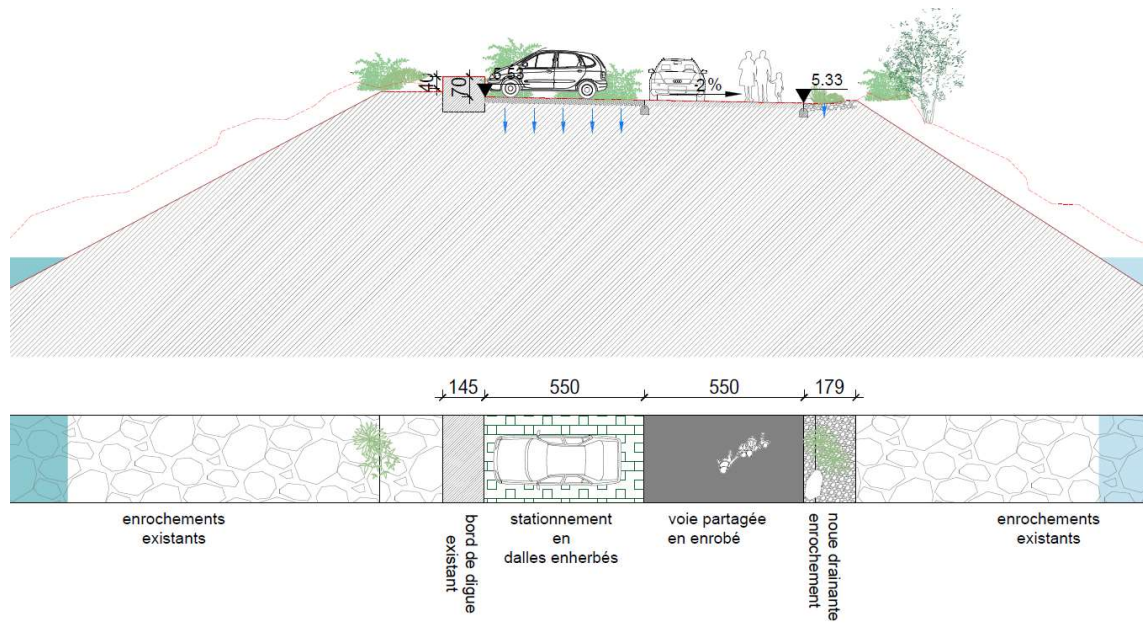 40
70
5.53
2%
5.33
145
550
550
179
enrochements
existants
bord de digue
existant
stationnement
en
dalles enherbés
voie partagée
en enrobé
noue drainante
enrochement
enrochements
existants